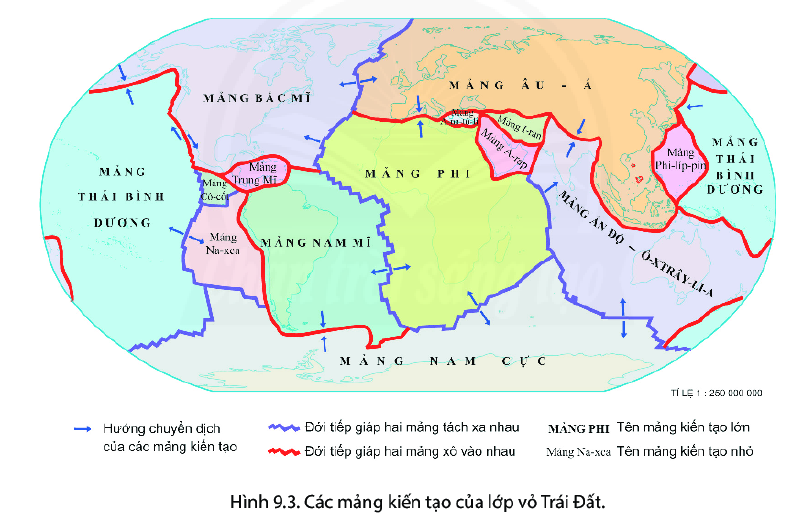 MẢNG BẮC MĨ
MẢNG ÂU - Á
Mảng
Mảng I-ran
Mảng A-rạp
MẢNG
THÁI BÌNH
DƯƠNG
Mảng
Trung Mĩ
Mảng
Cô-cốt
MẢNG PHI
Mảng
Phi-líp-pin
MẢNG
THÁI
BÌNH
DƯƠNG
Mảng
Na-xca
MẢNG NAM MĨ
MẢNG ẤN ĐỘ - Ô-XTRÂY-LI-A
MẢNG NAM CỰC
TỈ LỆ 1 : 250 000 000
Hướng chuyển dịch
của các mảng kiến tạo
Đới tiếp giáp hai mảng tách xa nhau
Đới tiếp giáp hai mảng xô vào nhau
MẢNG PHI Tên mảng kiến tạo lớn
Mảng Na-xca Tên mảng kiến tạo nhỏ
Hình 9.3. Các mảng kiến tạo của lớp vỏ Trái Đất.